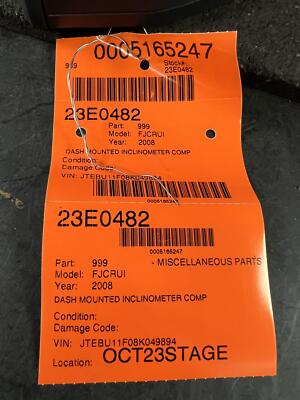 0005165247
999
Stock#:
23E0482
23E0482
Part: 999
Model: FJCRUI
Year: 2008
DASH MOUNTED INCLINOMETER COMP
Condition:
Damage Code:
VIN: JTEBU11F08K049894
0005165247
23E0482
0005165247
Part: 999 - MISCELLANEOUS PARTS
Model: FJCRUI
Year: 2008
DASH MOUNTED INCLINOMETER COMP
Condition:
Damage Code:
VIN: JTEBU11F08K049894
Location: OCT23STAGE